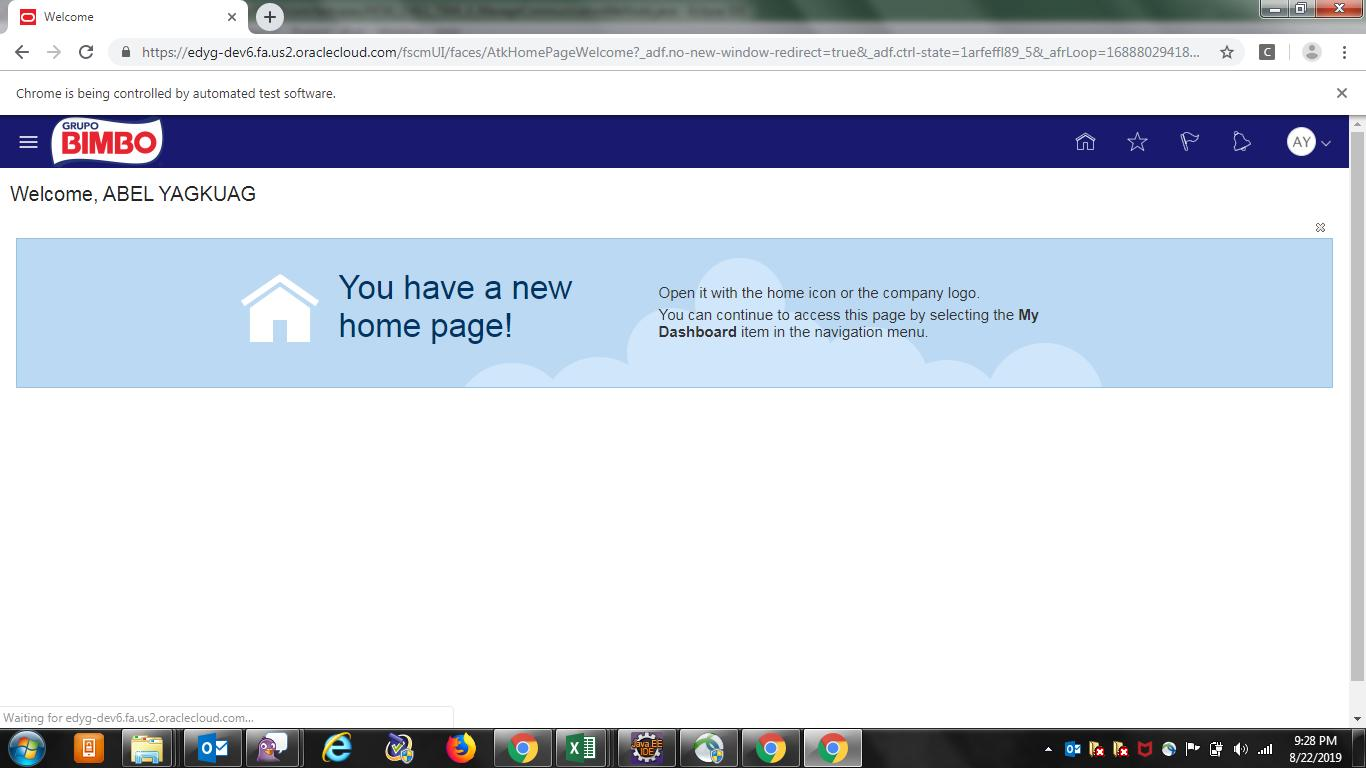 Welcome
https://edyg-dev6.fa.us2.oraclecloud.com/fscmUI/faces/AtkHomePageWelcome?_adf.no-new-window-redirect=true&_adf.ctrl-state=1arfeffl89_5&_afrLoop=16888029418...
C
Chrome is being controlled by automated test software.
GRUPO
BIMBO
AY
Welcome, ABEL YAGKUAG
You have a new
home page!
Open it with the home icon or the company logo.
You can continue to access this page by selecting the My
Dashboard item in the navigation menu.
Waiting for edyg-dev6.fa.us2.oraclecloud.com...
Java EE
IDE
9:28 PM
8/22/2019